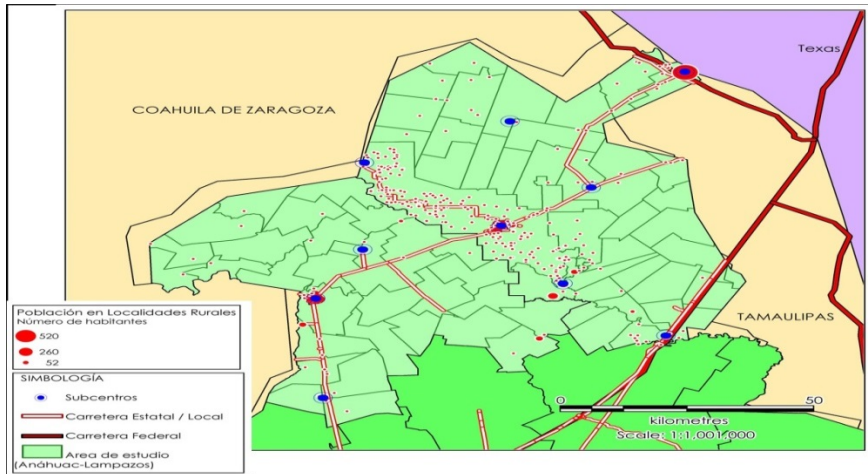 Texas
COAHUILA DE ZARAGOZA
TAMAULIPAS
Población en Localidades Rurales
Número de habitantes
520
260
52
SIMBOLOGÍA
Subcentros
Carretera Estatal / Local
Carretera Federal
Area de estudio
(Anáhuac-Lampazos)
0 50
kilometres
Scale: 1:1,001,000